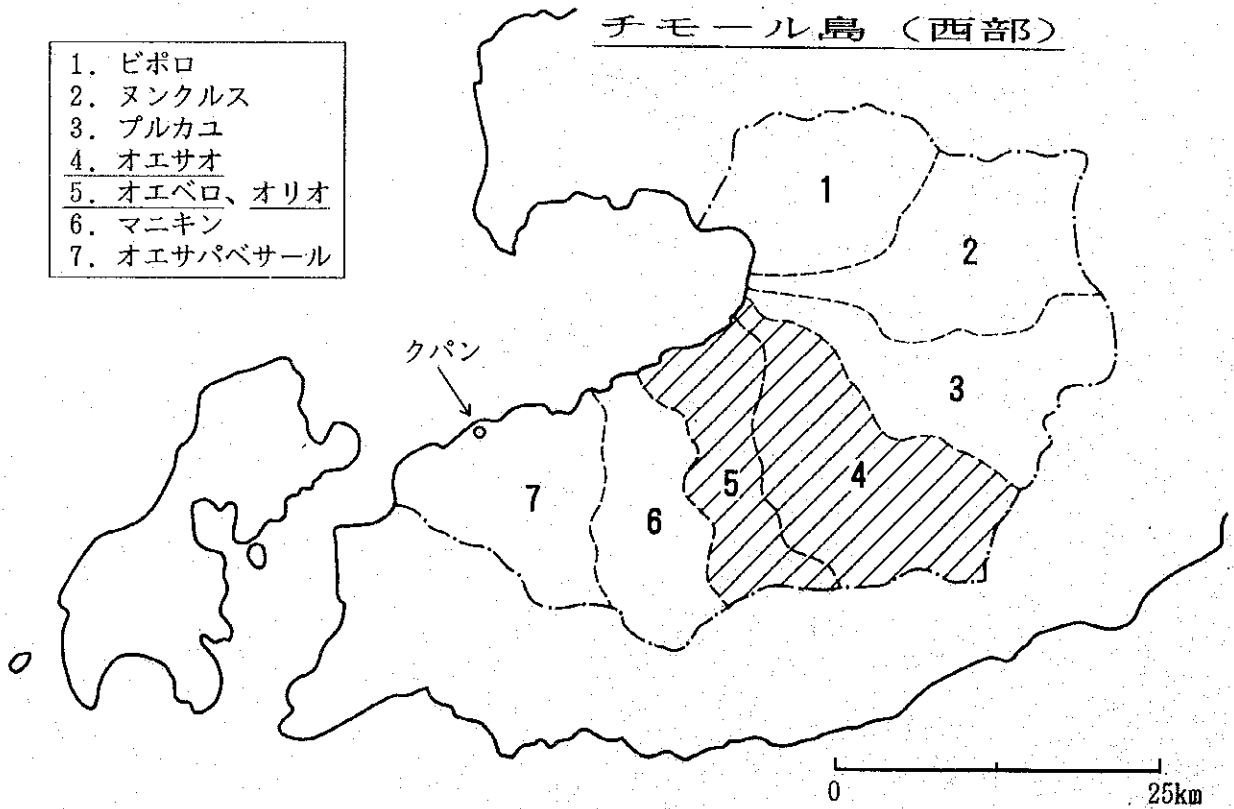 チモール島（西部）
1. ビポロ
2. ヌンクルス
3. プルカユ
4. オエサオ
5. オエベロ、オリオ
6. マニキン
7. オエサパベサール
1
2
クパン
3
4
5
7
6
0
25km